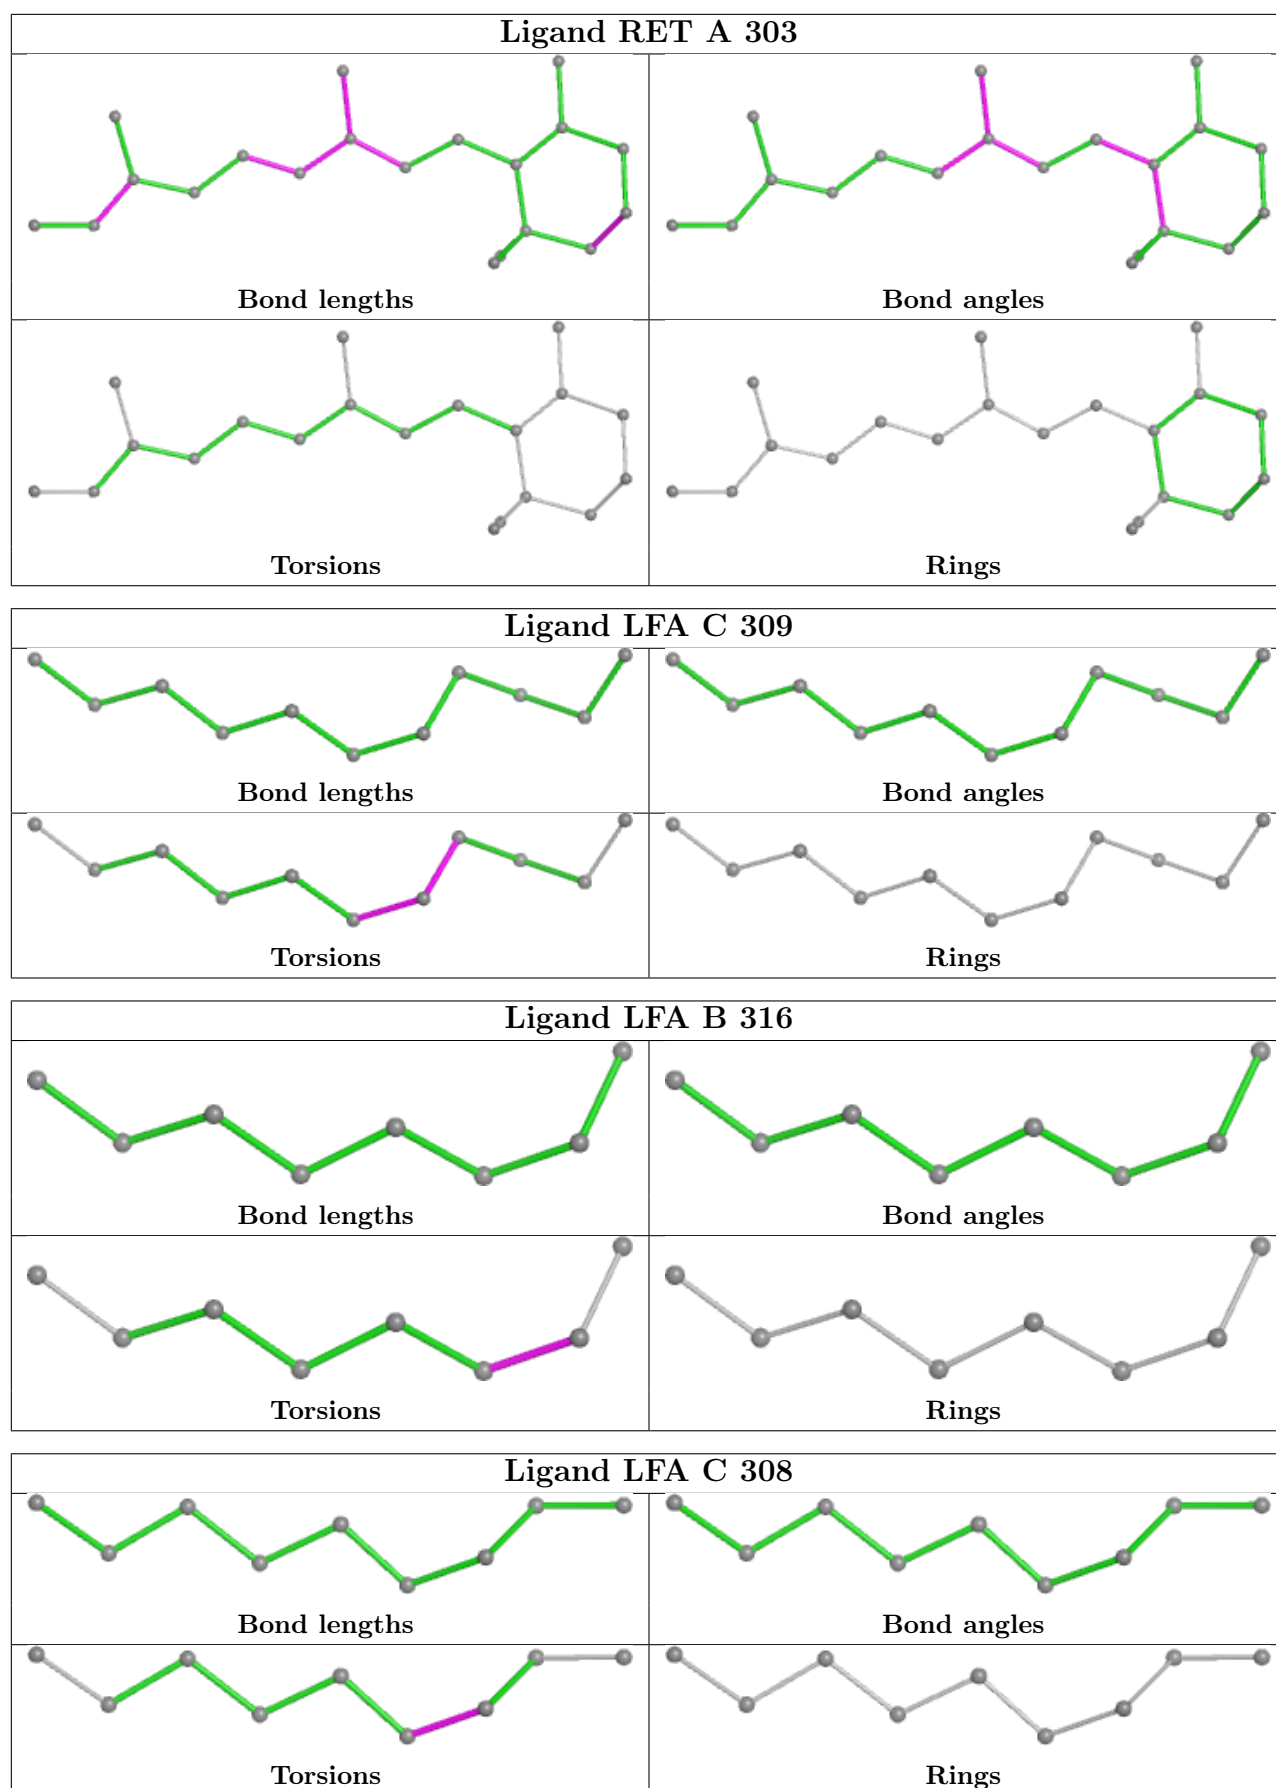 Ligand RET A 303
Bond lengths
Bond angles
Torsions
Rings
Ligand LFA C 309
Bond lengths
Bond angles
Torsions
Rings
Ligand LFA B 316
Bond lengths
Bond angles
Torsions
Rings
Ligand LFA C 308
Bond lengths
Bond angles
Torsions
Rings